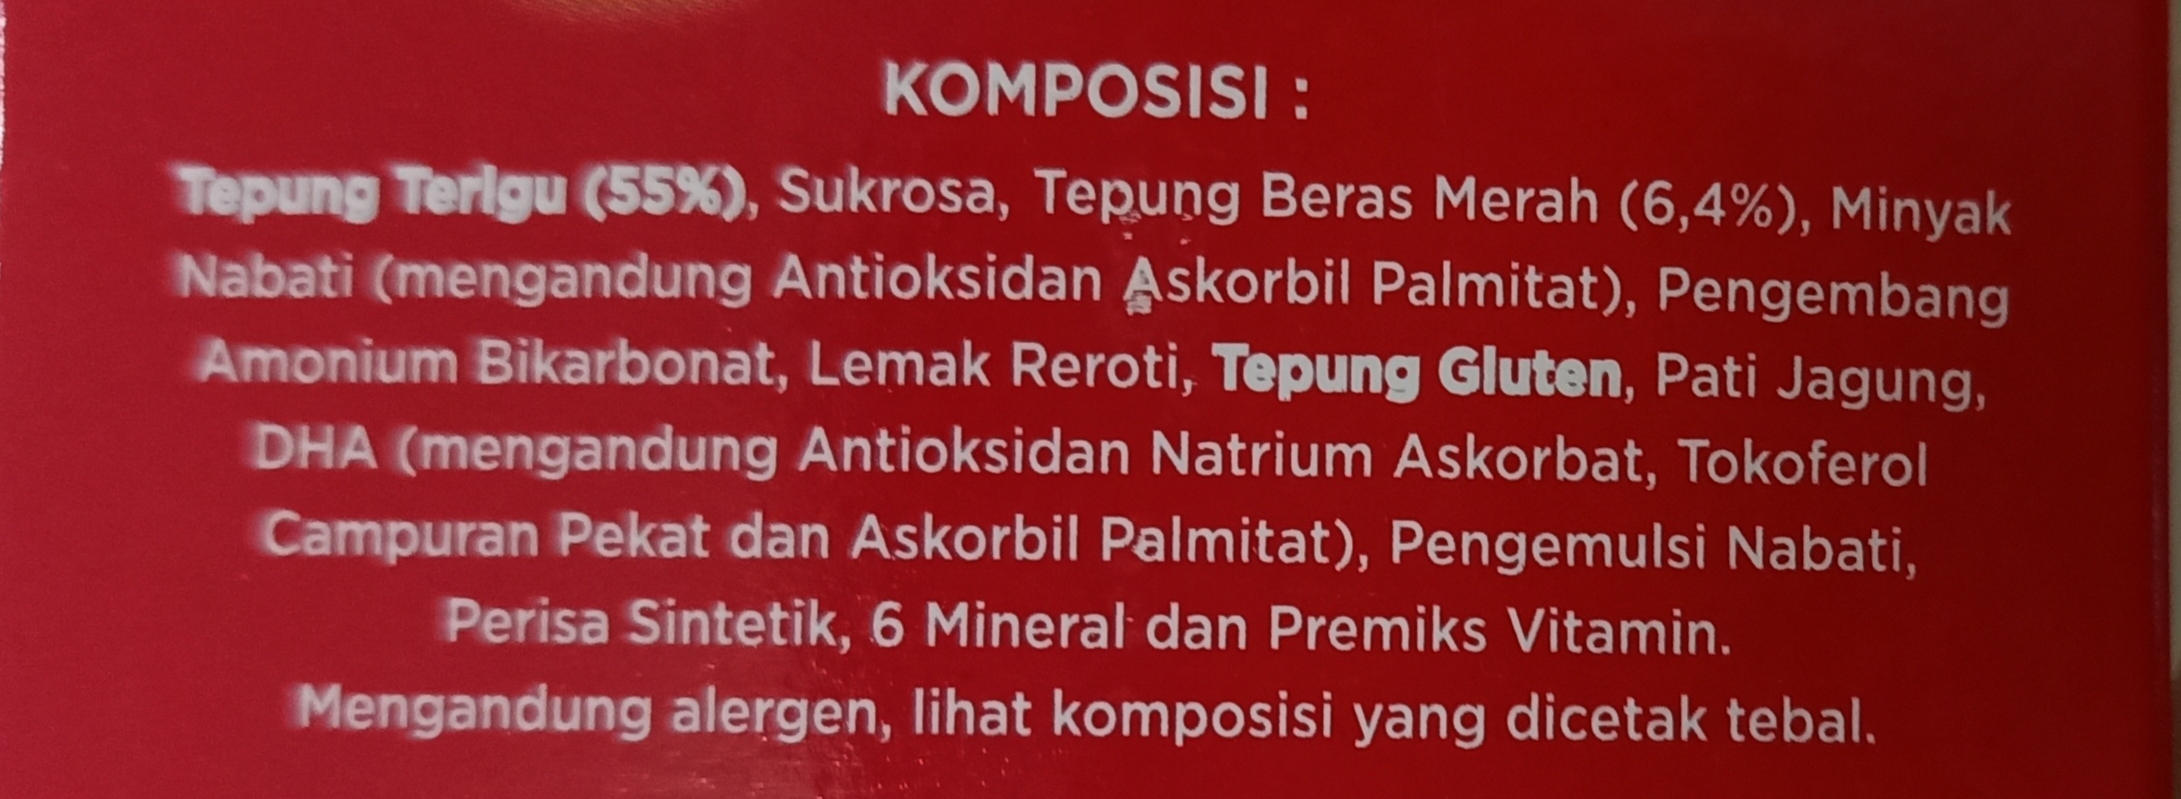 KOMPOSISI :
Tepung Terigu (55%), Sukrosa, Tepung Beras Merah (6,4%), Minyak
Nabati (mengandung Antioksidan Askorbil Palmitat), Pengembang
Amonium Bikarbonat, Lemak Reroti, Tepung Gluten, Pati Jagung,
DHA (mengandung Antioksidan Natrium Askorbat, Tokoferol
Campuran Pekat dan Askorbil Palmitat), Pengemulsi Nabati,
Perisa Sintetik, 6 Mineral dan Premiks Vitamin.
Mengandung alergen, lihat komposisi yang dicetak tebal.